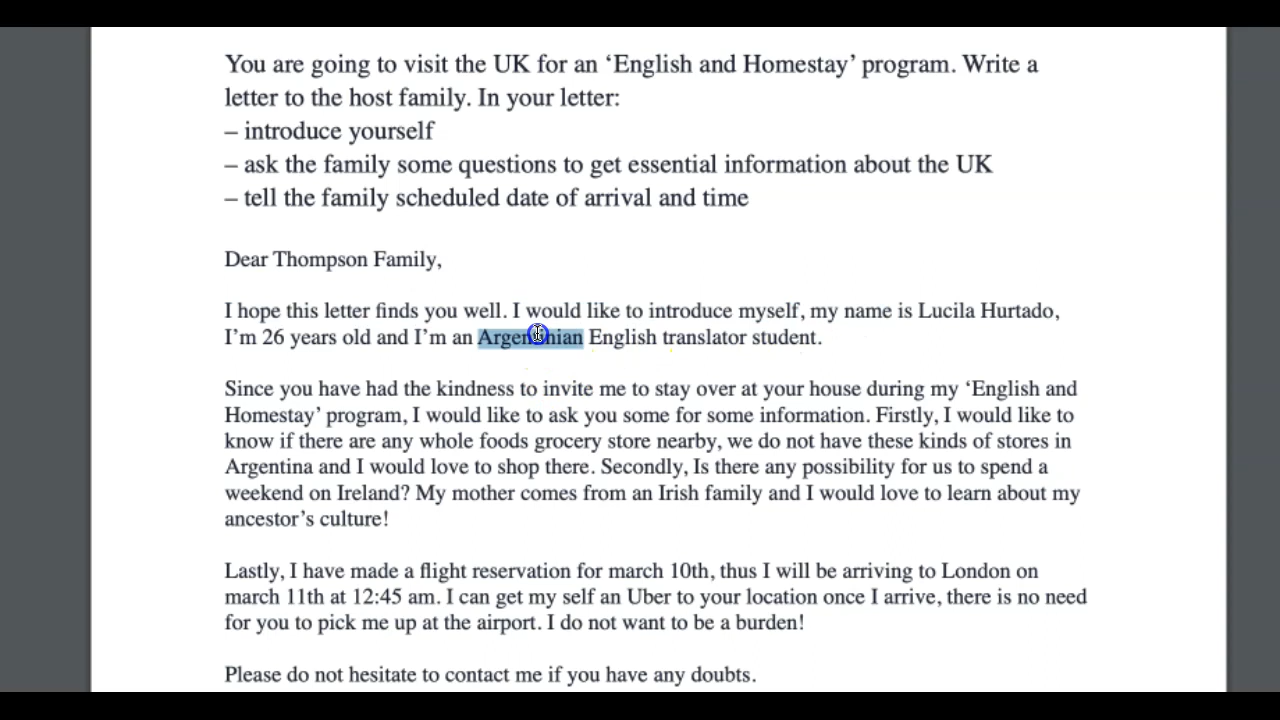 You are going to visit the UK for an ‘English and Homestay’ program. Write a
letter to the host family. In your letter:
– introduce yourself
– ask the family some questions to get essential information about the UK
– tell the family scheduled date of arrival and time
Dear Thompson Family,
I hope this letter finds you well. I would like to introduce myself, my name is Lucila Hurtado,
I’m 26 years old and I’m an Argentinian English translator student.
Since you have had the kindness to invite me to stay over at your house during my ‘English and
Homestay’ program, I would like to ask you some for some information. Firstly, I would like to
know if there are any whole foods grocery store nearby, we do not have these kinds of stores in
Argentina and I would love to shop there. Secondly, Is there any possibility for us to spend a
weekend on Ireland? My mother comes from an Irish family and I would love to learn about my
ancestor’s culture!
Lastly, I have made a flight reservation for march 10th, thus I will be arriving to London on
march 11th at 12:45 am. I can get my self an Uber to your location once I arrive, there is no need
for you to pick me up at the airport. I do not want to be a burden!
Please do not hesitate to contact me if you have any doubts.